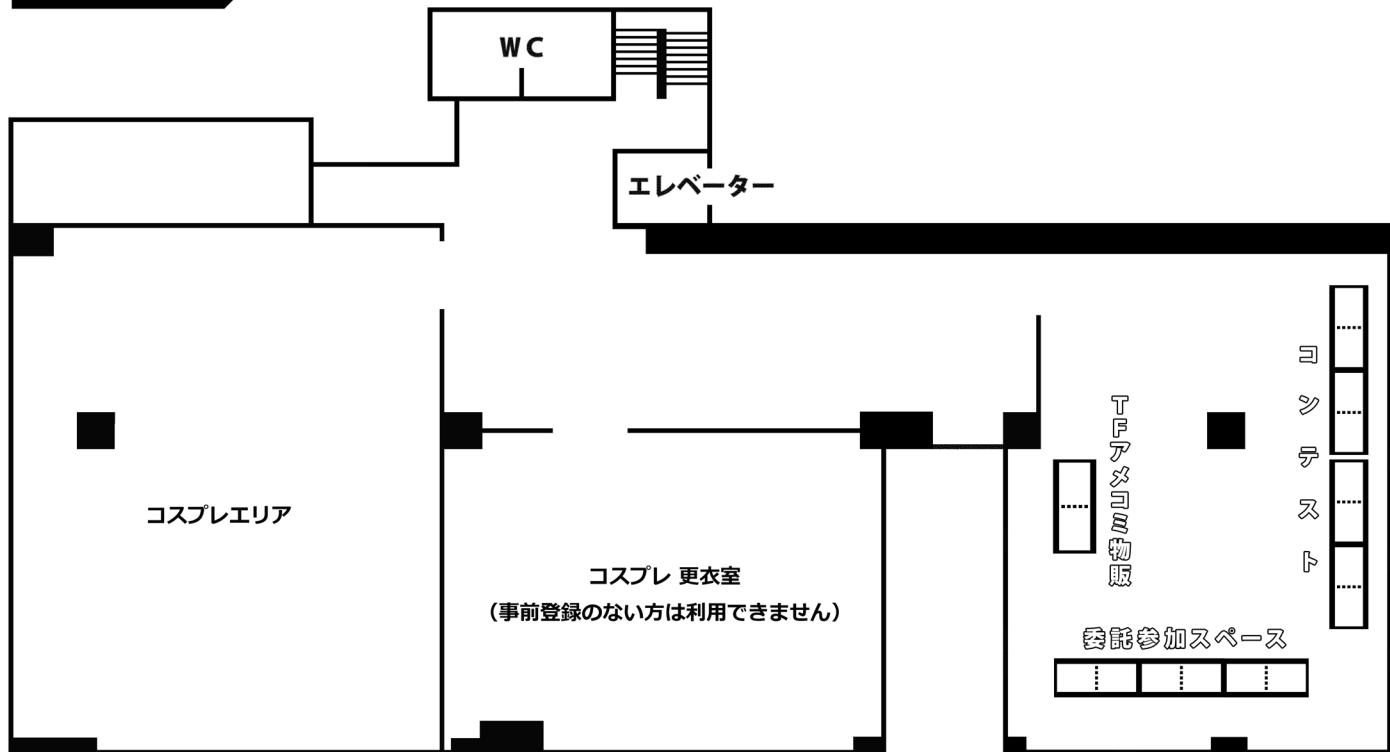 WC
エレベーター
コスプレエリア
コスプレ 更衣室
（事前登録のない方は利用できません）
TFアメコミ物販
コンテスト
委託参加スペース